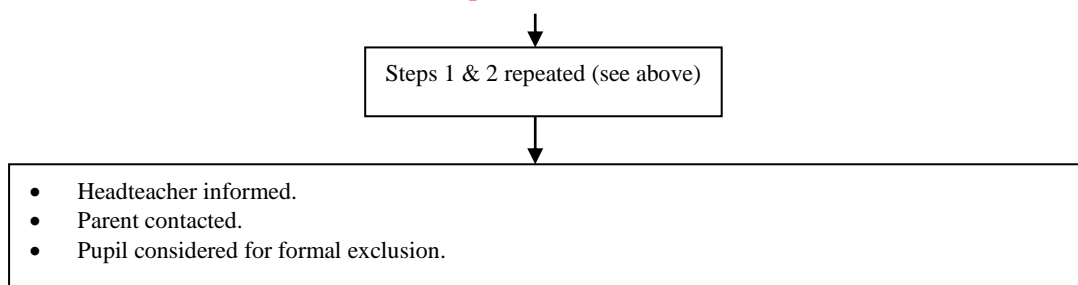 Steps 1 & 2 repeated (see above)
• Headteacher informed.
• Parent contacted.
• Pupil considered for formal exclusion.